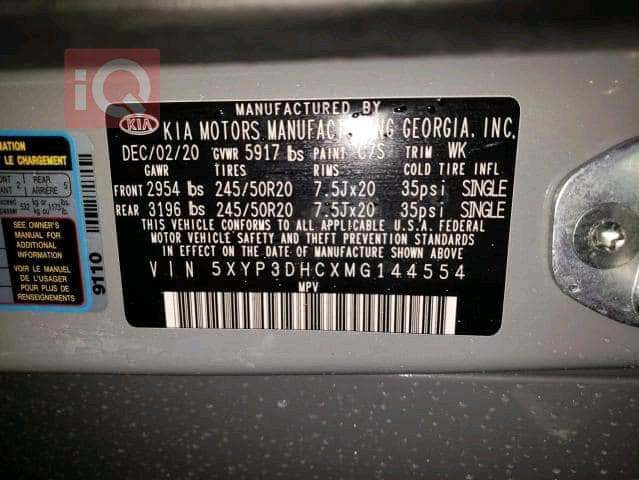 iQ
MANUFACTURED BY
KIA KIA MOTORS MANUFACTURING GEORGIA, INC.
DEC/02/20 GVWR 5917 lbs PAINT C7S TRIM WK
GAWR TIRES RIMS COLD TIRE INFL
FRONT 2954 lbs 245/50R20 7.5Jx20 35psi SINGLE
REAR 3196 lbs 245/50R20 7.5Jx20 35psi SINGLE
THIS VEHICLE CONFORMS TO ALL APPLICABLE U.S.A. FEDERAL
MOTOR VEHICLE SAFETY AND THEFT PREVENTION STANDARDS
IN EFFECT ON THE DATE OF MANUFACTURE SHOWN ABOVE.
VIN 5XYP3DHCXMG144554
MPV
LE CHARGEMENT
2 REAR 5
ARRIÈRE
SEE OWNER'S
MANUAL FOR
ADDITIONAL
INFORMATION
VOIR LE MANUEL
DE L'USAGER
POUR PLUS DE
RENSEIGNEMENTS
9110